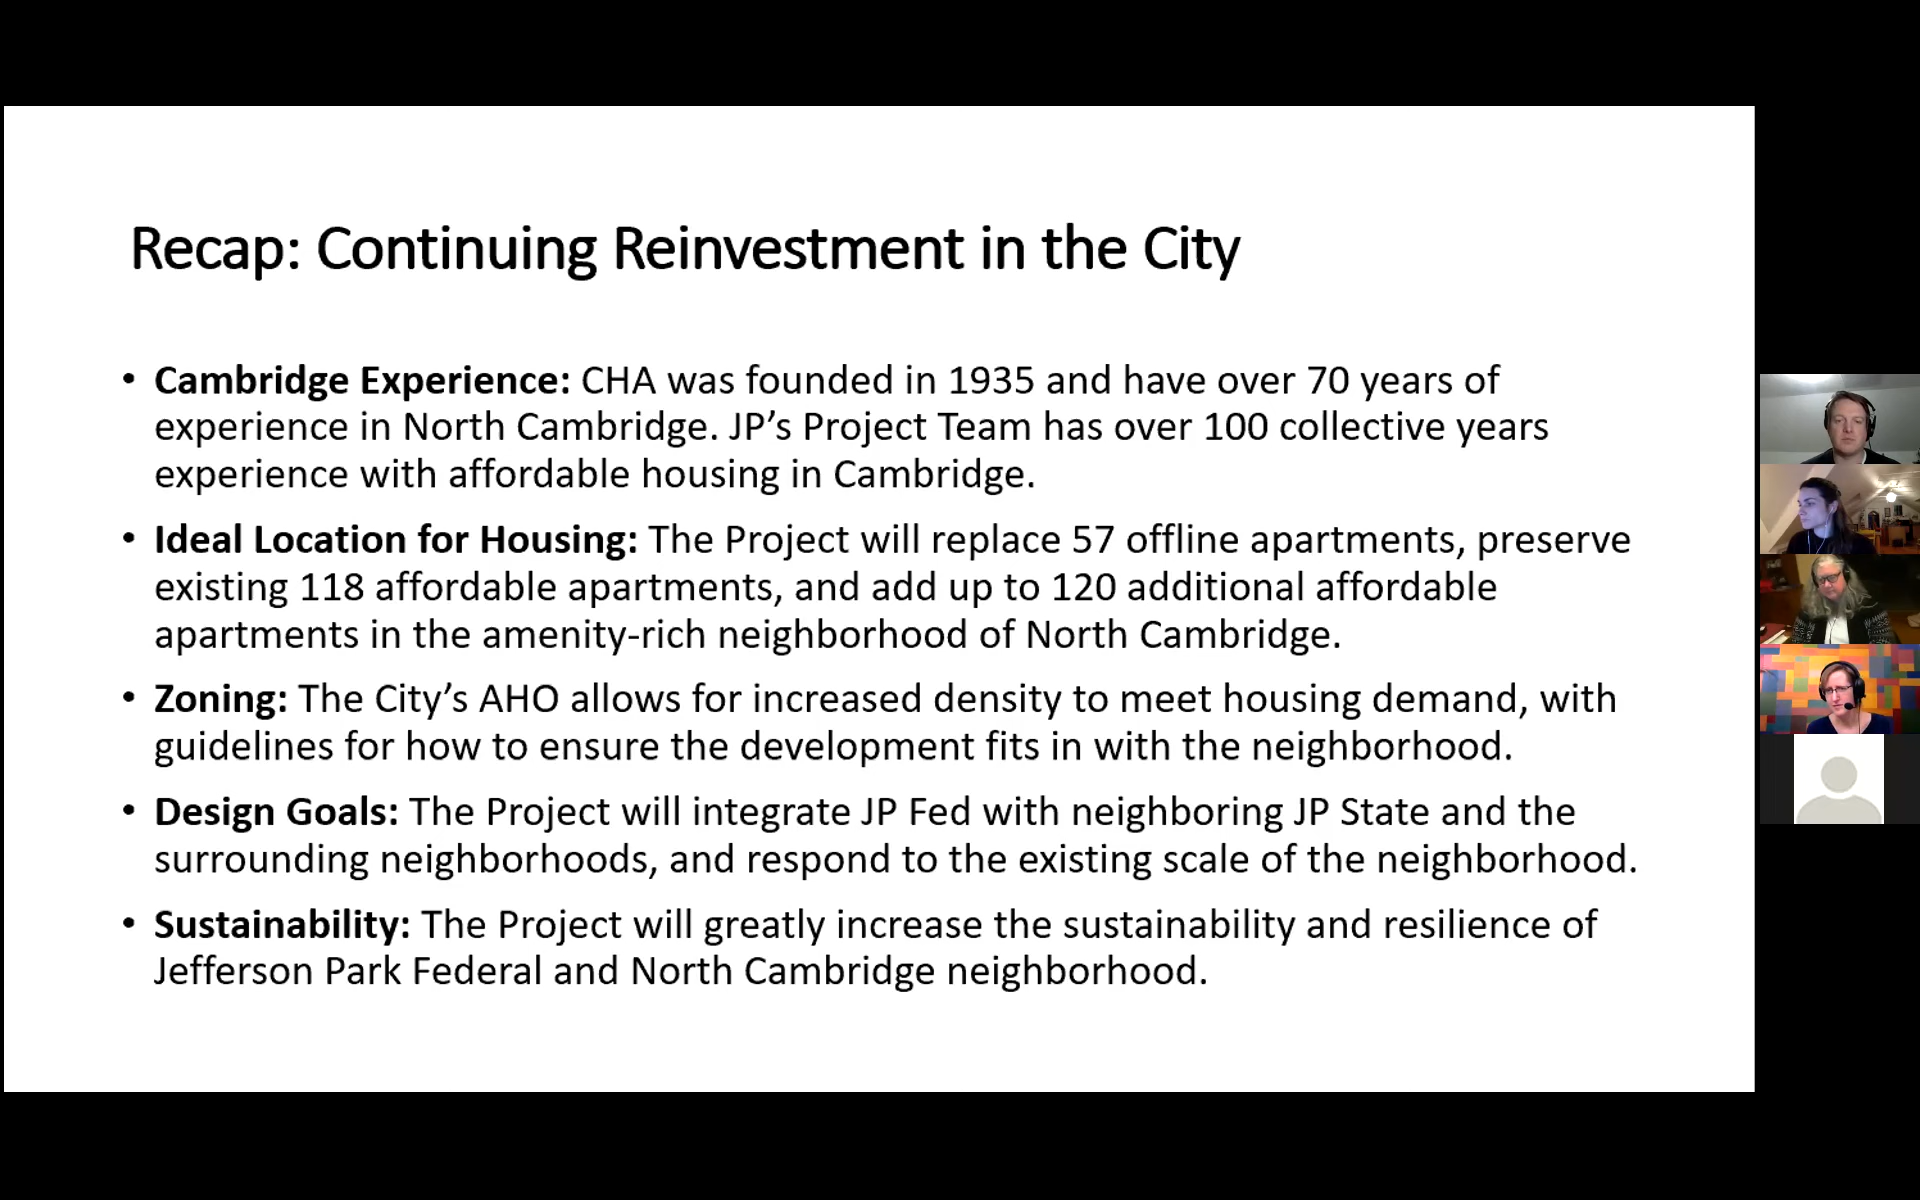 Recap: Continuing Reinvestment in the City
• Cambridge Experience: CHA was founded in 1935 and have over 70 years of
experience in North Cambridge. JP’s Project Team has over 100 collective years
experience with affordable housing in Cambridge.
• Ideal Location for Housing: The Project will replace 57 offline apartments, preserve
existing 118 affordable apartments, and add up to 120 additional affordable
apartments in the amenity-rich neighborhood of North Cambridge.
• Zoning: The City’s AHO allows for increased density to meet housing demand, with
guidelines for how to ensure the development fits in with the neighborhood.
• Design Goals: The Project will integrate JP Fed with neighboring JP State and the
surrounding neighborhoods, and respond to the existing scale of the neighborhood.
• Sustainability: The Project will greatly increase the sustainability and resilience of
Jefferson Park Federal and North Cambridge neighborhood.